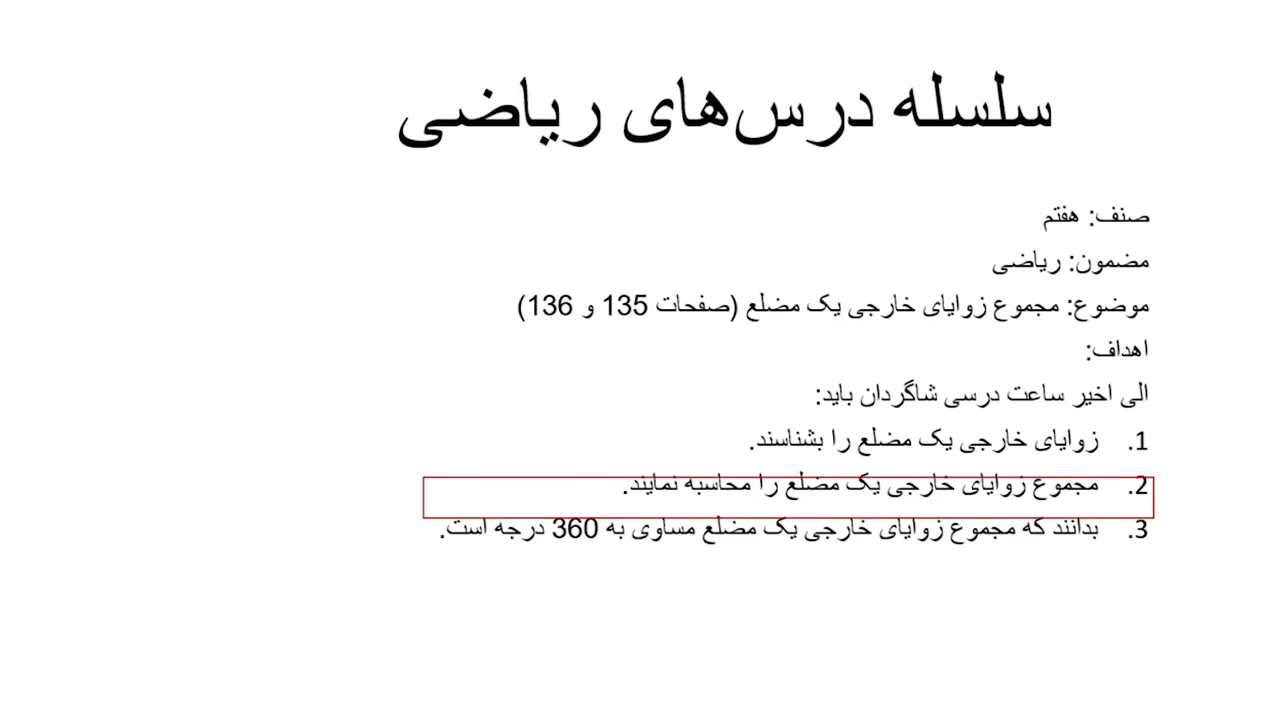 سلسله درس‌های ریاضی
صنف: هفتم
مضمون: ریاضی
موضوع: مجموع زوایای خارجی یک مضلع (صفحات 135 و 136)
اهداف:
الی اخیر ساعت درسی شاگردان باید:
1. زوایای خارجی یک مضلع را بشناسند.
2. مجموع زوایای خارجی یک مضلع را محاسبه نمایند.
3. بدانند که مجموع زوایای خارجی یک مضلع مساوی به 360 درجه است.